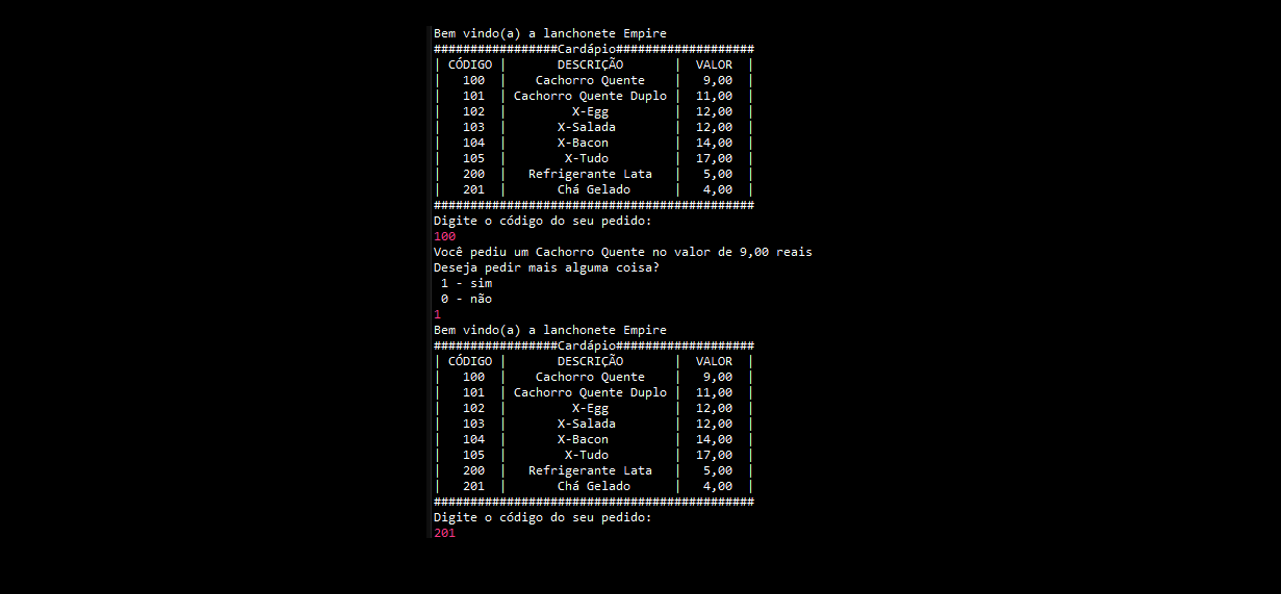 Bem vindo(a) a lanchonete Empire
#################Cardápio###################
| CÓDIGO |       DESCRIÇÃO       |  VALOR  |
|   100  |    Cachorro Quente    |   9,00  |
|   101  | Cachorro Quente Duplo |  11,00  |
|   102  |         X-Egg         |  12,00  |
|   103  |       X-Salada        |  12,00  |
|   104  |       X-Bacon         |  14,00  |
|   105  |        X-Tudo         |  17,00  |
|   200  |   Refrigerante Lata   |   5,00  |
|   201  |       Chá Gelado      |   4,00  |
############################################
Digite o código do seu pedido:
100
Você pediu um Cachorro Quente no valor de 9,00 reais
Deseja pedir mais alguma coisa?
 1 - sim
 0 - não
1
Bem vindo(a) a lanchonete Empire
#################Cardápio###################
| CÓDIGO |       DESCRIÇÃO       |  VALOR  |
|   100  |    Cachorro Quente    |   9,00  |
|   101  | Cachorro Quente Duplo |  11,00  |
|   102  |         X-Egg         |  12,00  |
|   103  |       X-Salada        |  12,00  |
|   104  |       X-Bacon         |  14,00  |
|   105  |        X-Tudo         |  17,00  |
|   200  |   Refrigerante Lata   |   5,00  |
|   201  |       Chá Gelado      |   4,00  |
############################################
Digite o código do seu pedido:
201